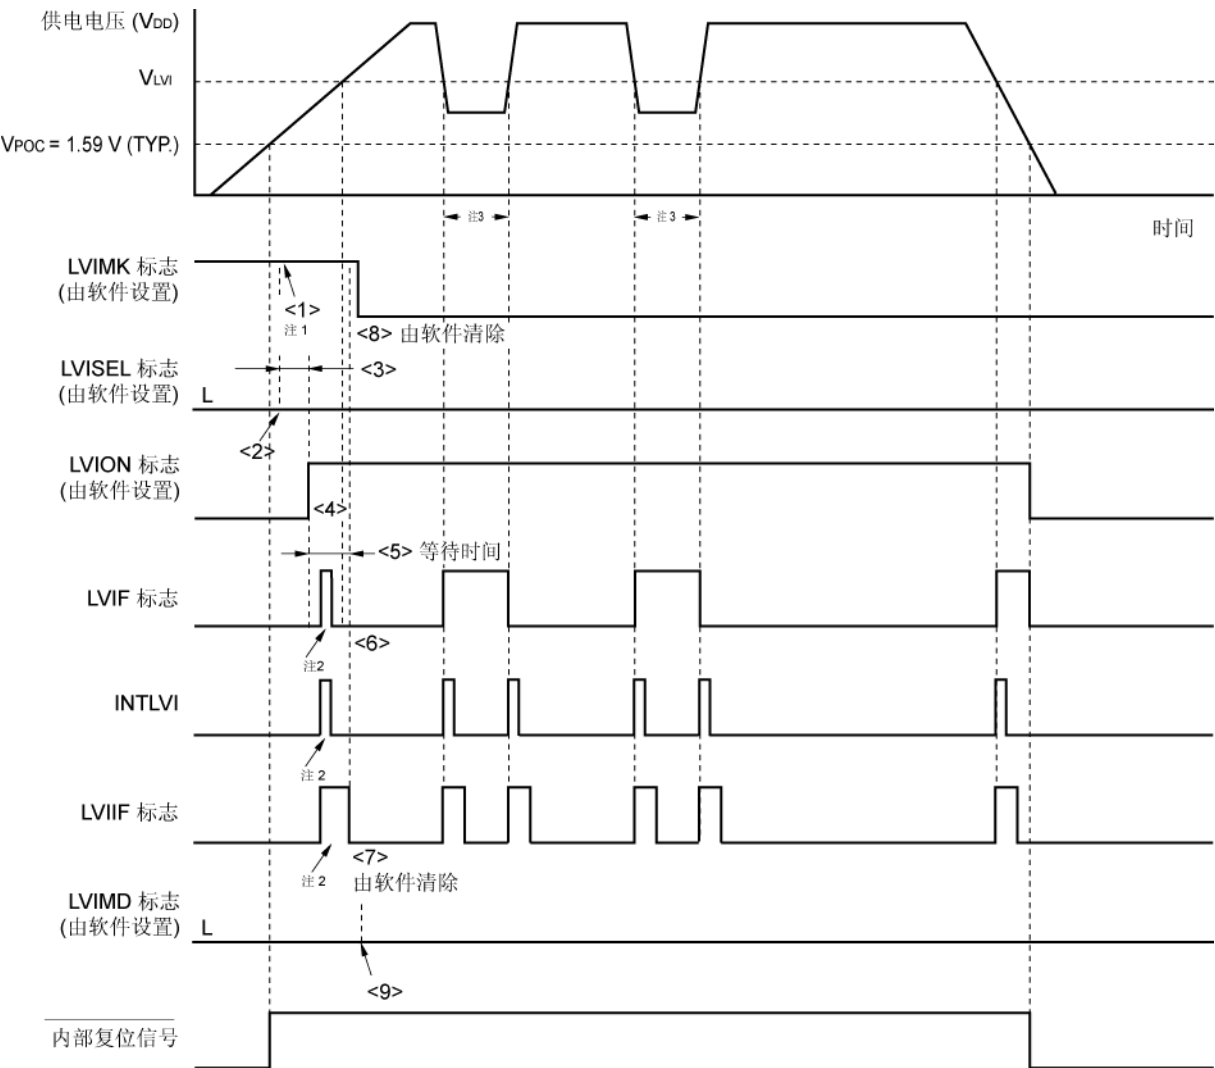 供电电压 (VDD)
VLVI
VPOC = 1.59 V (TYP.)
注3
注 3
时间
LVIMK 标志
(由软件设置)
<1>
注 1
<8> 由软件清除
LVISEL 标志
(由软件设置)
L
<3>
<2>
LVION 标志
(由软件设置)
<4>
<5> 等待时间
LVIF 标志
<6>
注2
INTLVI
注 2
LVIIF 标志
<7>
注 2
由软件清除
LVIMD 标志
(由软件设置)
L
<9>
内部复位信号